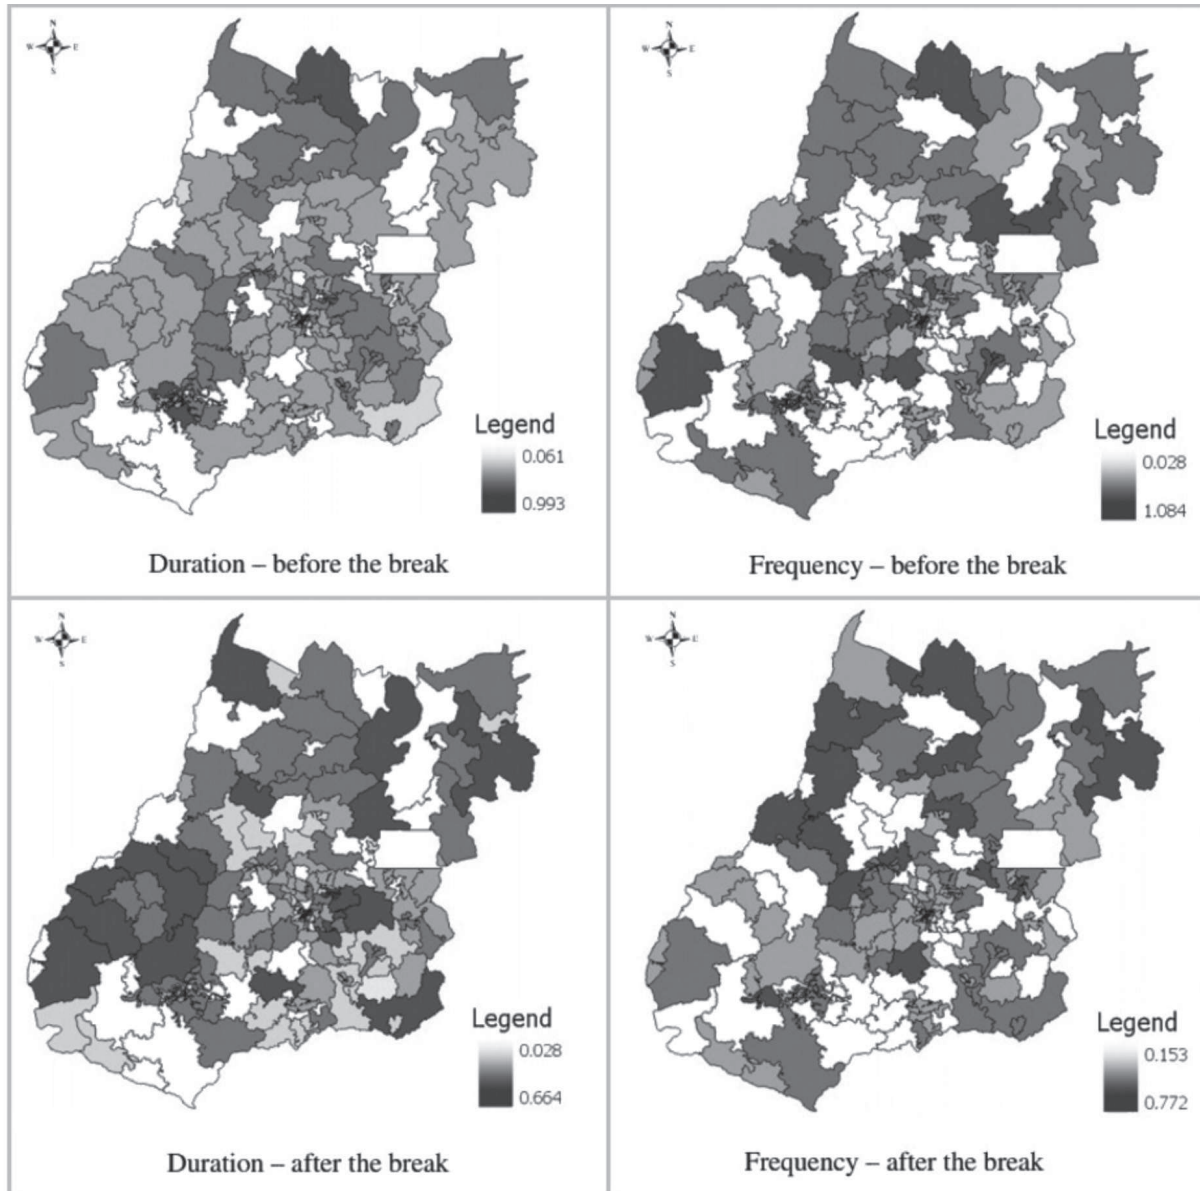 N
W E
S
Legend
0.061
0.993
Duration – before the break
N
W E
S
Legend
0.028
1.084
Frequency – before the break
N
W E
S
Legend
0.028
0.664
Duration – after the break
N
W E
S
Legend
0.153
0.772
Frequency – after the break